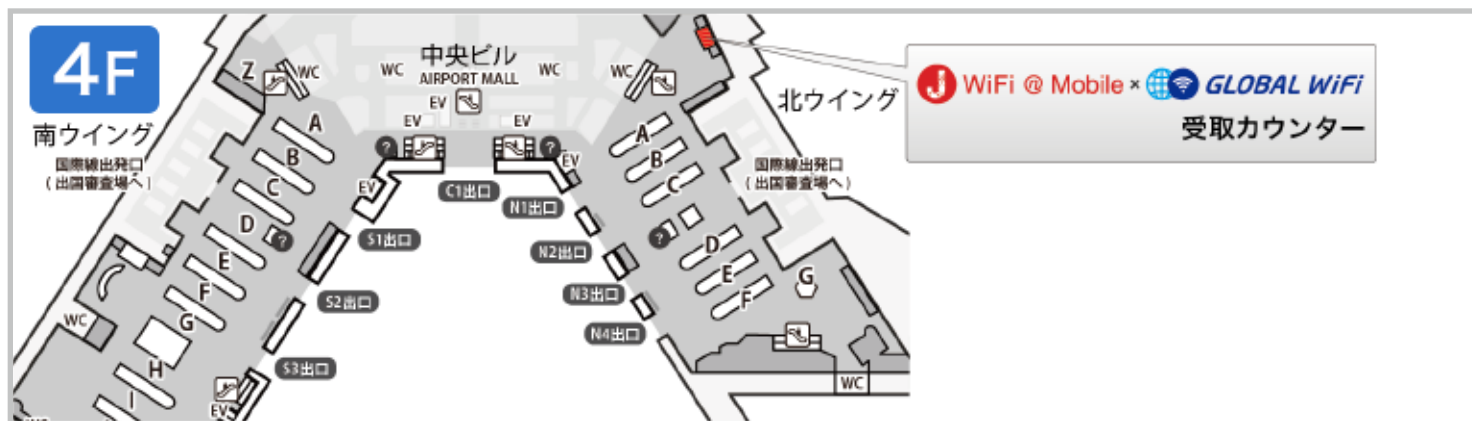 4F
南ウイング
国際線出発口
(出国審査場へ)
Z
WC
中央ビル
AIRPORT MALL
WC
WC
EV
EV
EV
WC
北ウイング
国際線出発口
(出国審査場へ)
J WiFi @ Mobile × GLOBAL WiFi
受取カウンター
A
B
C
D
?
E
F
G
H
I
WC
EV
?
EV
S1出口
S2出口
S3出口
C1出口
?
EV
N1出口
N2出口
N3出口
N4出口
A
B
C
?
D
E
F
G
WC